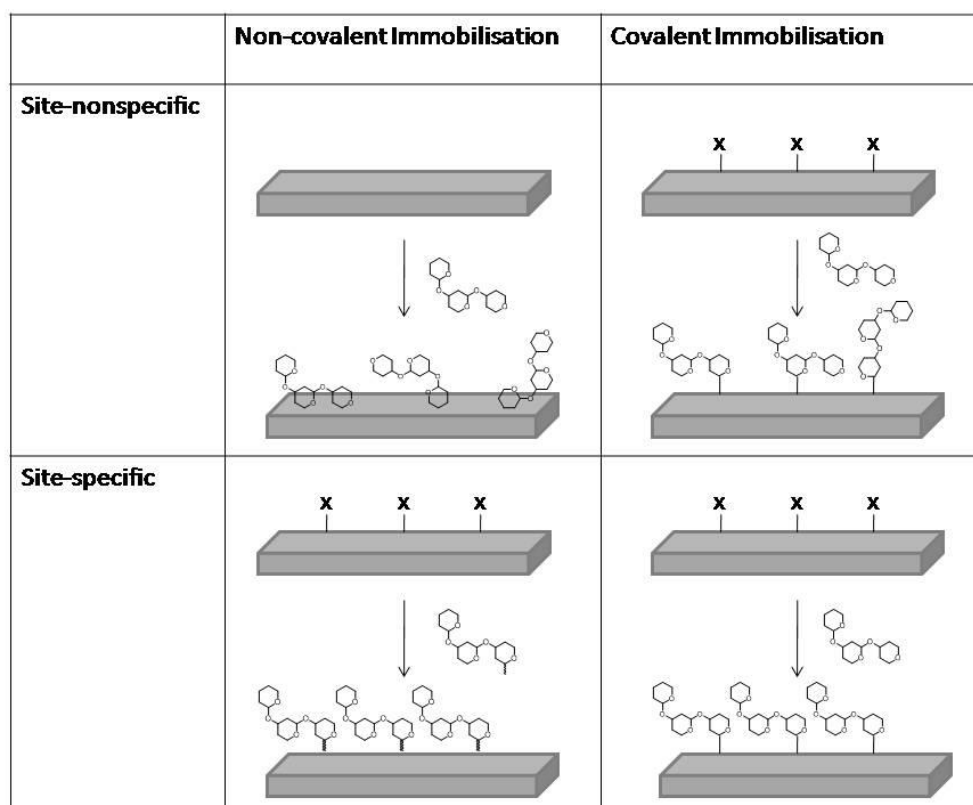 Non-covalent Immobilisation
Covalent Immobilisation
Site-nonspecific
X X X
Site-specific
X X X
X X X